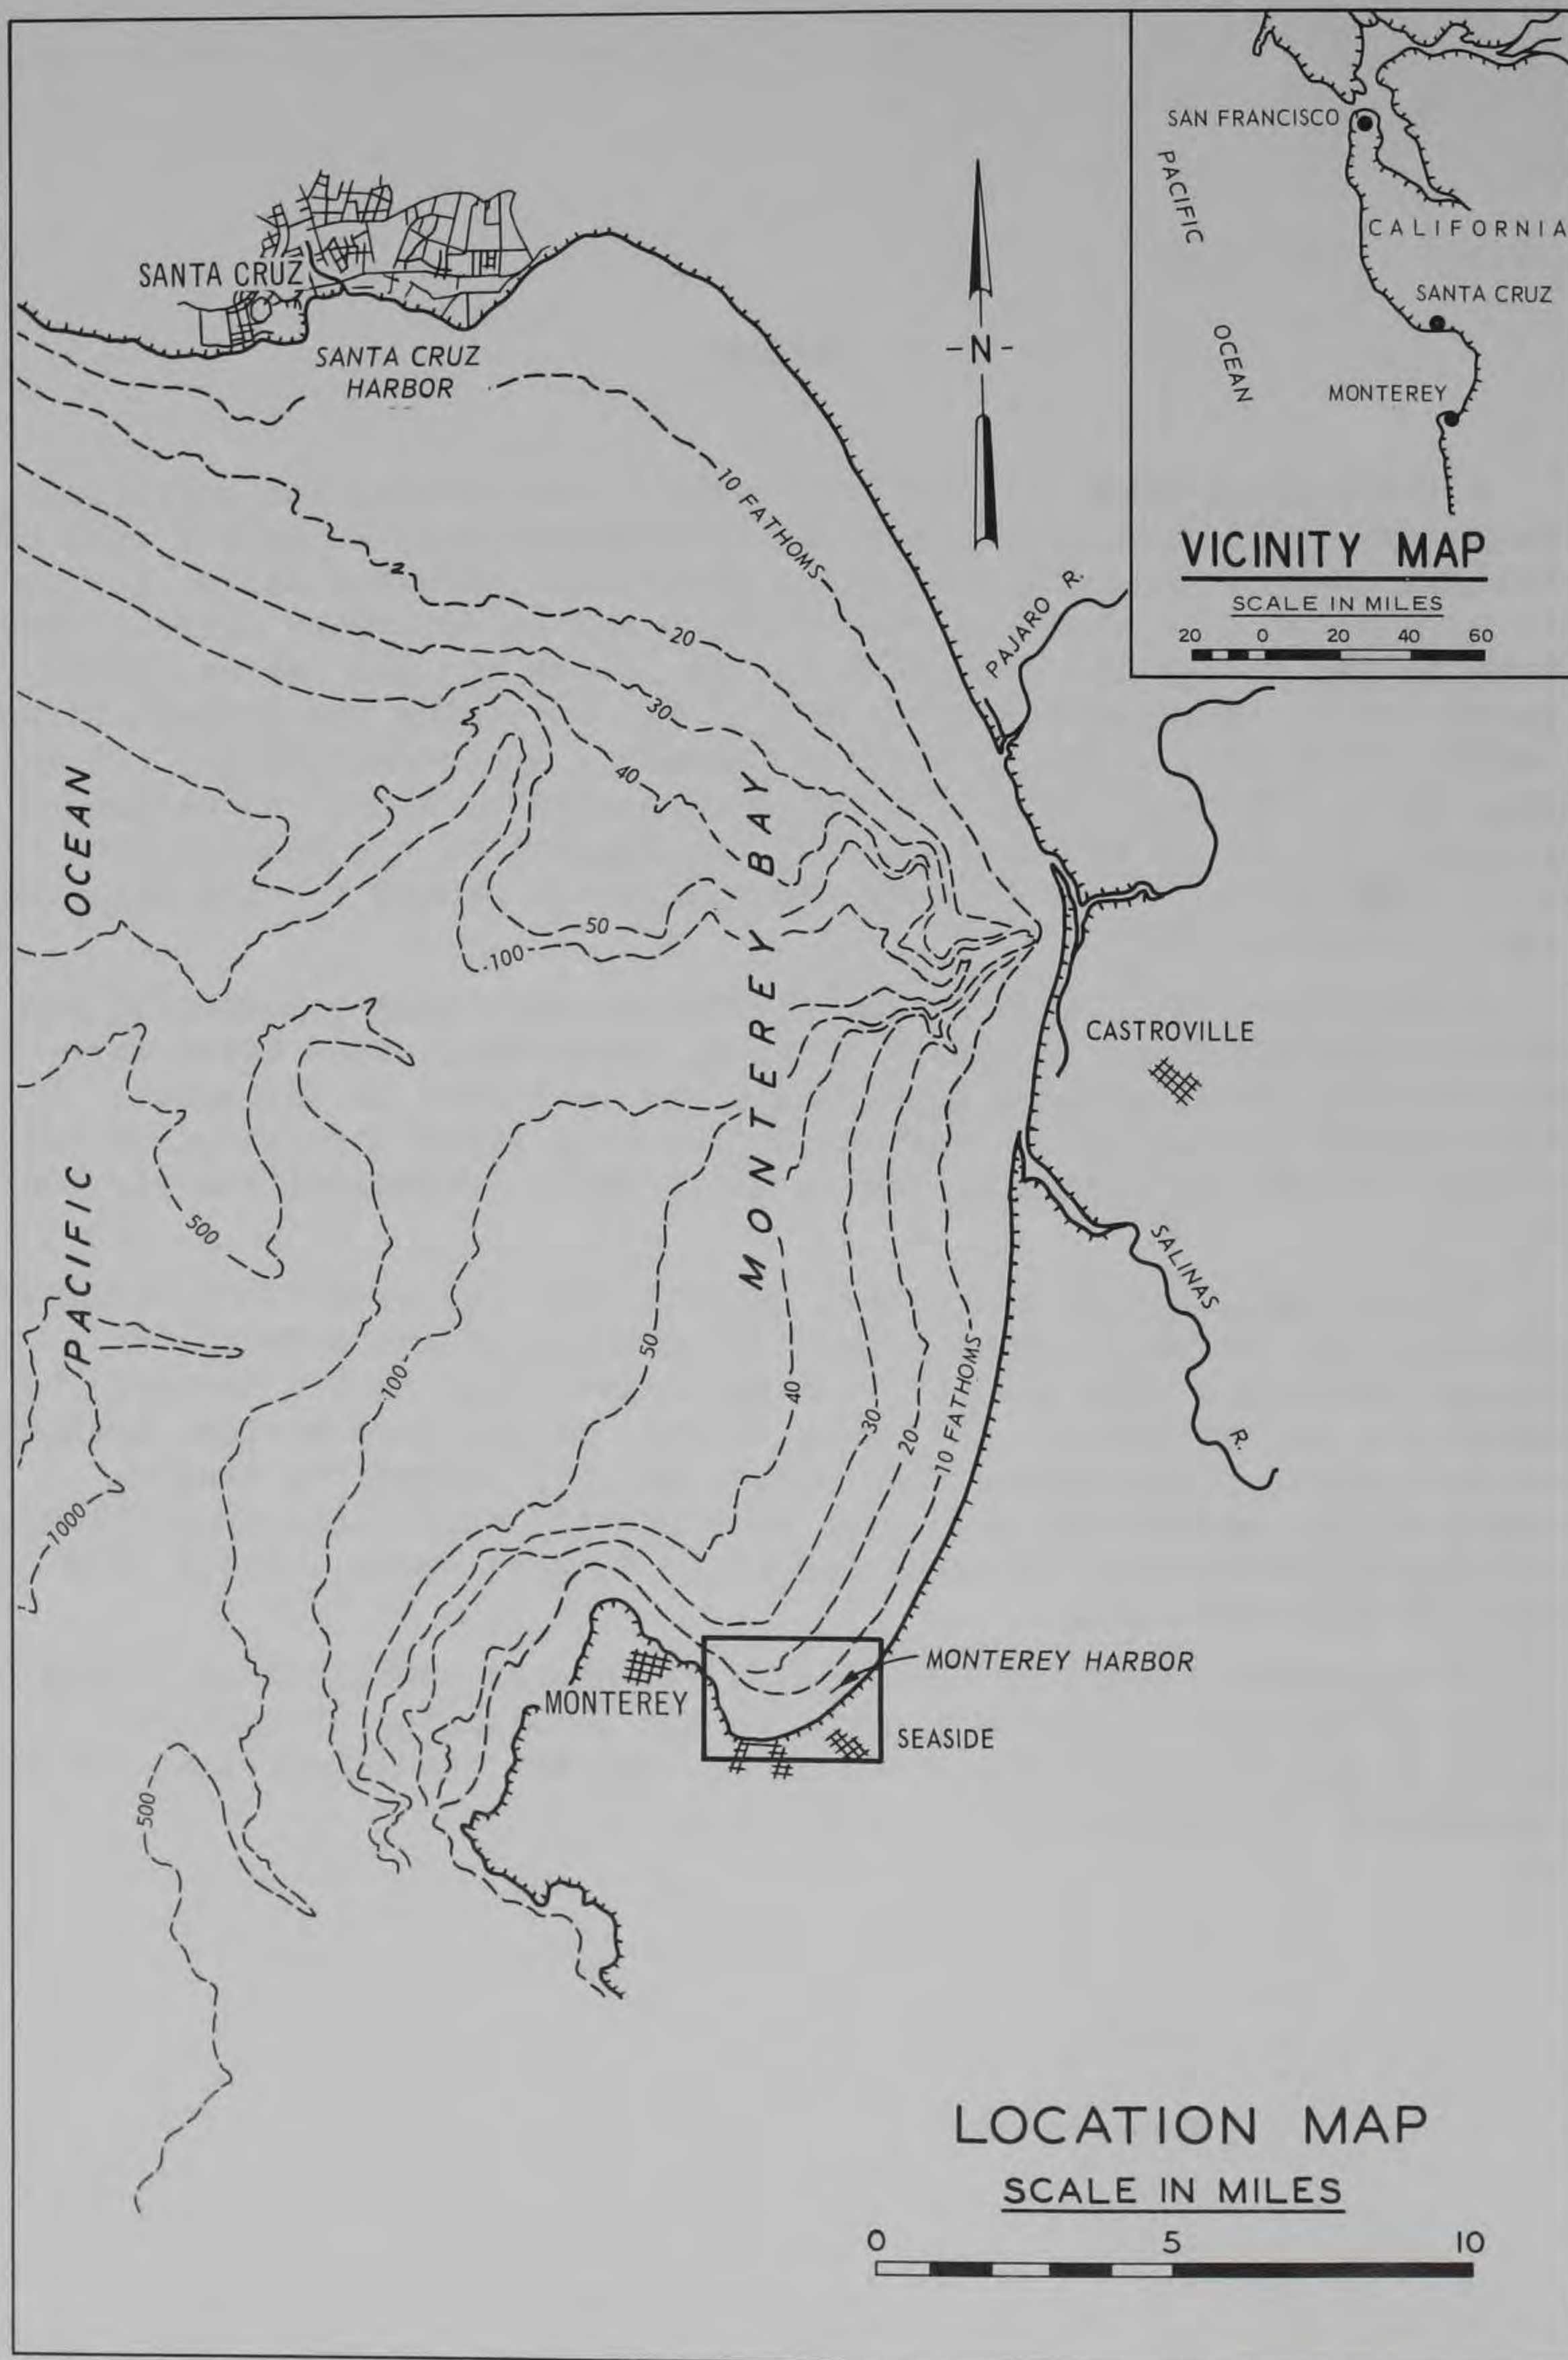 SAN FRANCISCO
PACIFIC
OCEAN
CALIFORNIA
SANTA CRUZ
MONTEREY
VICINITY MAP
SCALE IN MILES
20 0 20 40 60
SANTA CRUZ
SANTA CRUZ
HARBOR
-N-
10 FATHOMS
PAJARO R.
20
30
40
50
100
OCEAN
PACIFIC
MONTEREY BAY
CASTROVILLE
SALINAS R.
500
50
100
40
30
20
10 FATHOMS
1000
MONTEREY HARBOR
MONTEREY
SEASIDE
500
LOCATION MAP
SCALE IN MILES
0 5 10